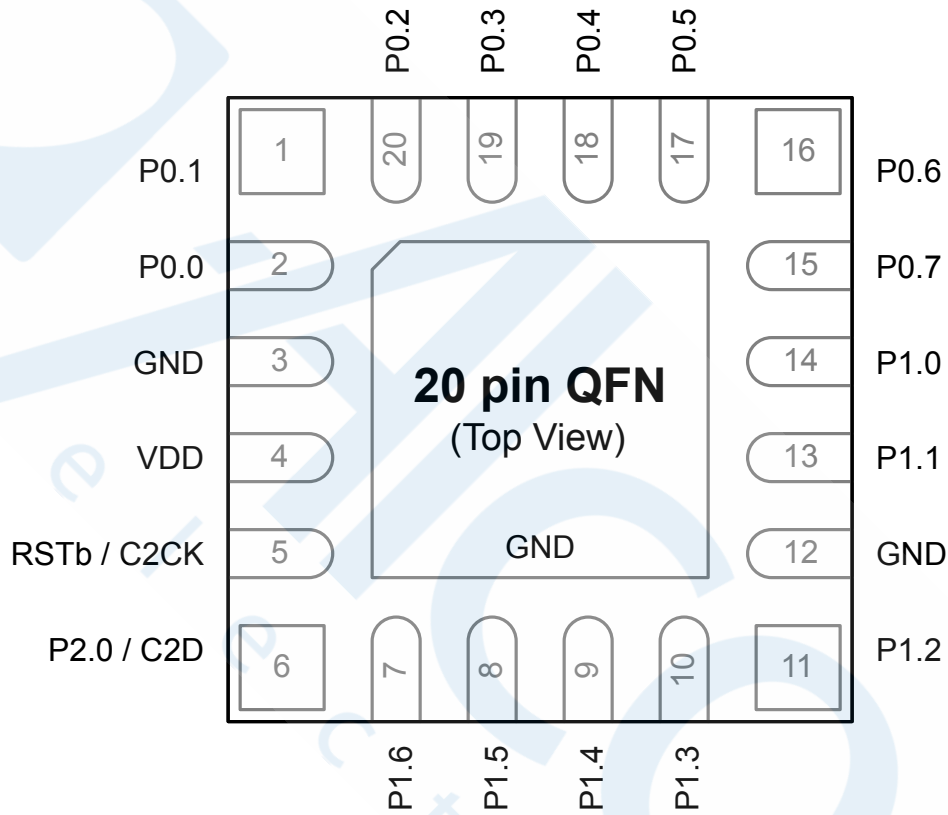 P0.2
P0.3
P0.4
P0.5
1
20
19
18
17
16
P0.1
P0.6
P0.0
2
15
P0.7
GND
3
14
P1.0
20 pin QFN
(Top View)
VDD
4
13
P1.1
RSTb / C2CK
5
GND
12
GND
P2.0 / C2D
6
7
8
9
10
11
P1.2
P1.6
P1.5
P1.4
P1.3